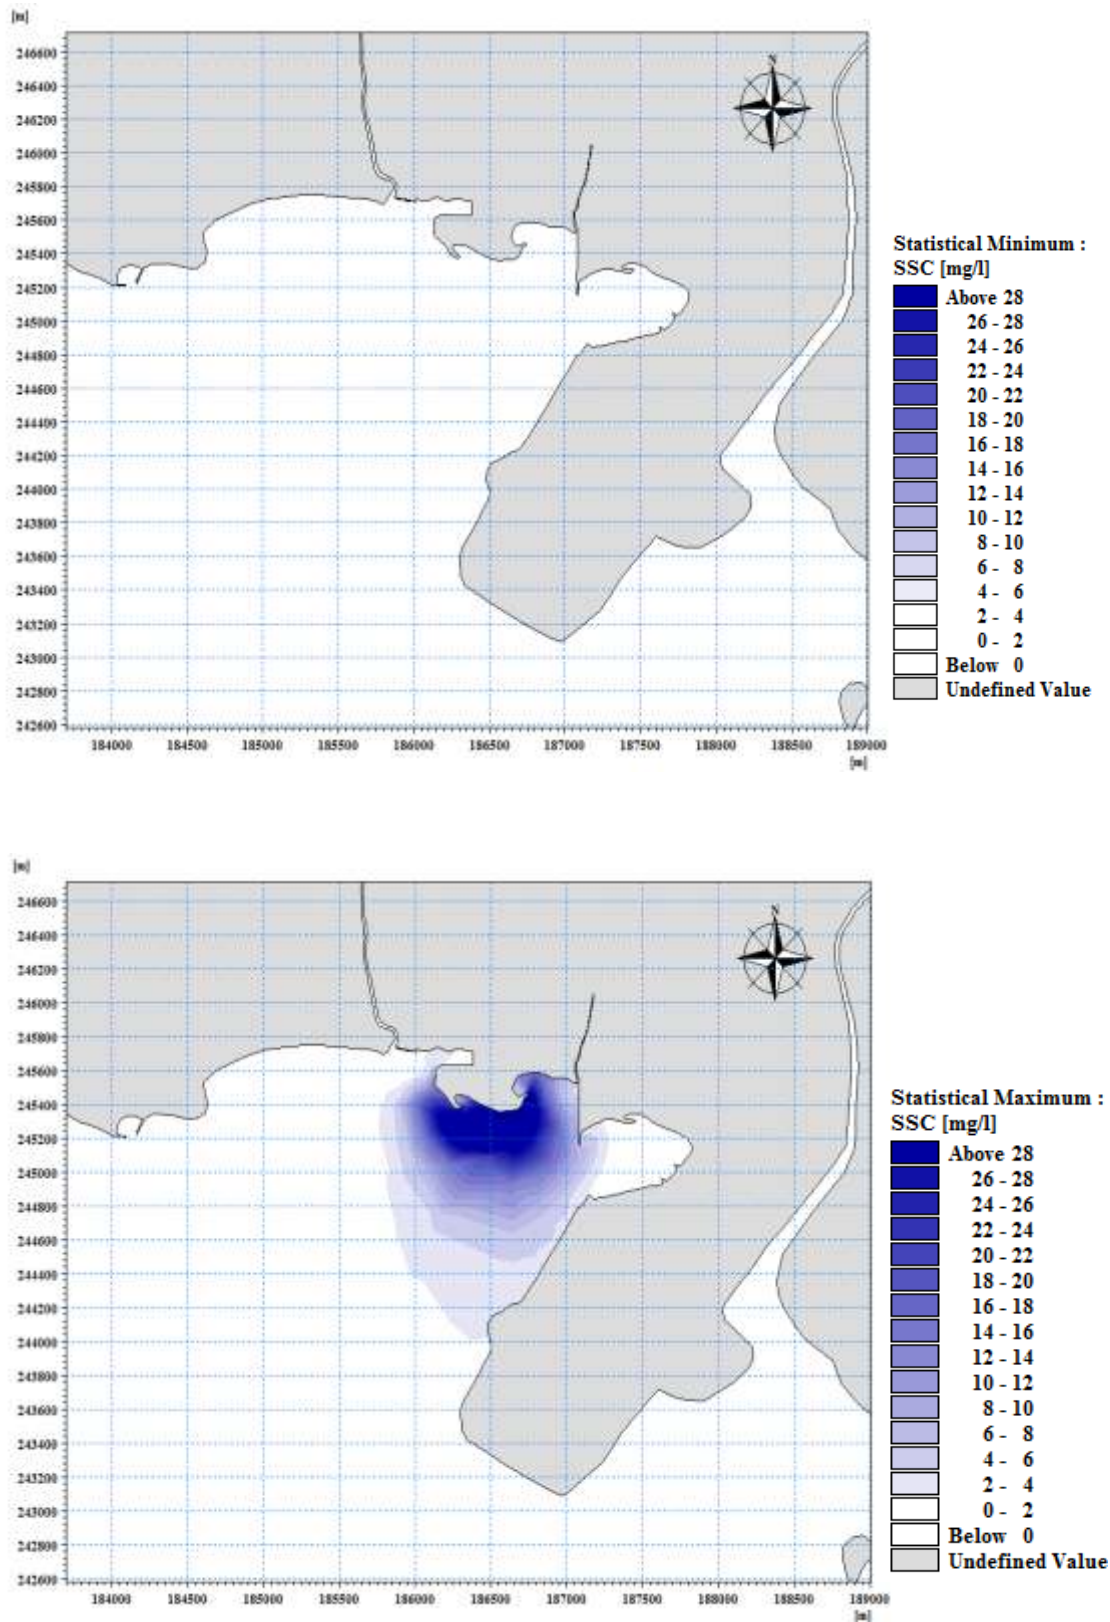 [m]
N
246600
246400
246200
246000
245800
245600
245400
245200
245000
244800
244600
244400
244200
244000
243800
243600
243400
243200
243000
242800
242600
184000 184500 185000 185500 186000 186500 187000 187500 188000 188500 189000
[m]
Statistical Minimum :
SSC [mg/l]
Above 28
26 - 28
24 - 26
22 - 24
20 - 22
18 - 20
16 - 18
14 - 16
12 - 14
10 - 12
8 - 10
6 - 8
4 - 6
2 - 4
0 - 2
Below 0
Undefined Value
[m]
N
246600
246400
246200
246000
245800
245600
245400
245200
245000
244800
244600
244400
244200
244000
243800
243600
243400
243200
243000
242800
242600
184000 184500 185000 185500 186000 186500 187000 187500 188000 188500 189000
[m]
Statistical Maximum :
SSC [mg/l]
Above 28
26 - 28
24 - 26
22 - 24
20 - 22
18 - 20
16 - 18
14 - 16
12 - 14
10 - 12
8 - 10
6 - 8
4 - 6
2 - 4
0 - 2
Below 0
Undefined Value